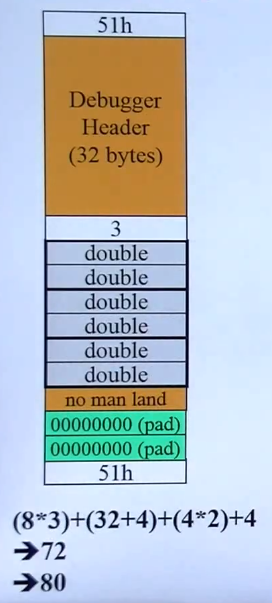 51h
Debugger
Header
(32 bytes)
3
double
double
double
double
double
double
no man land
00000000 (pad)
00000000 (pad)
51h
(8*3)+(32+4)+(4*2)+4
➔72
➔80